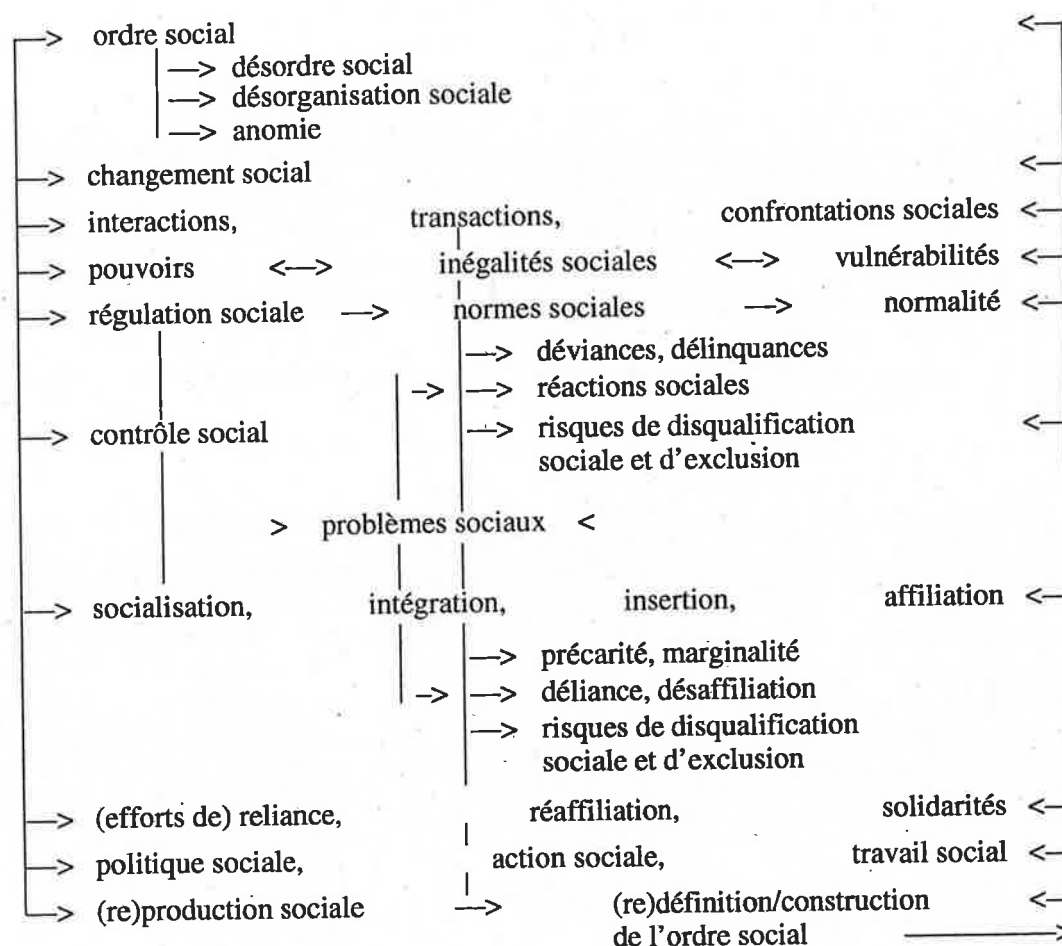 —> ordre social <—
—> désordre social
—> désorganisation sociale
—> anomie
—> changement social <—
—> interactions, transactions, confrontations sociales <—
—> pouvoirs <—> inégalités sociales <—> vulnérabilités <—
—> régulation sociale —> normes sociales —> normalité <—
—> déviances, délinquances
—> —> réactions sociales
—> contrôle social —> risques de disqualification <—
sociale et d'exclusion
> problèmes sociaux <
—> socialisation, intégration, insertion, affiliation <—
—> précarité, marginalité
—> —> déliance, désaffiliation
—> risques de disqualification
sociale et d'exclusion
—> (efforts de) reliance, réaffiliation, solidarités <—
—> politique sociale, action sociale, travail social <—
—> (re)production sociale —> (re)définition/construction <—
de l'ordre social —>